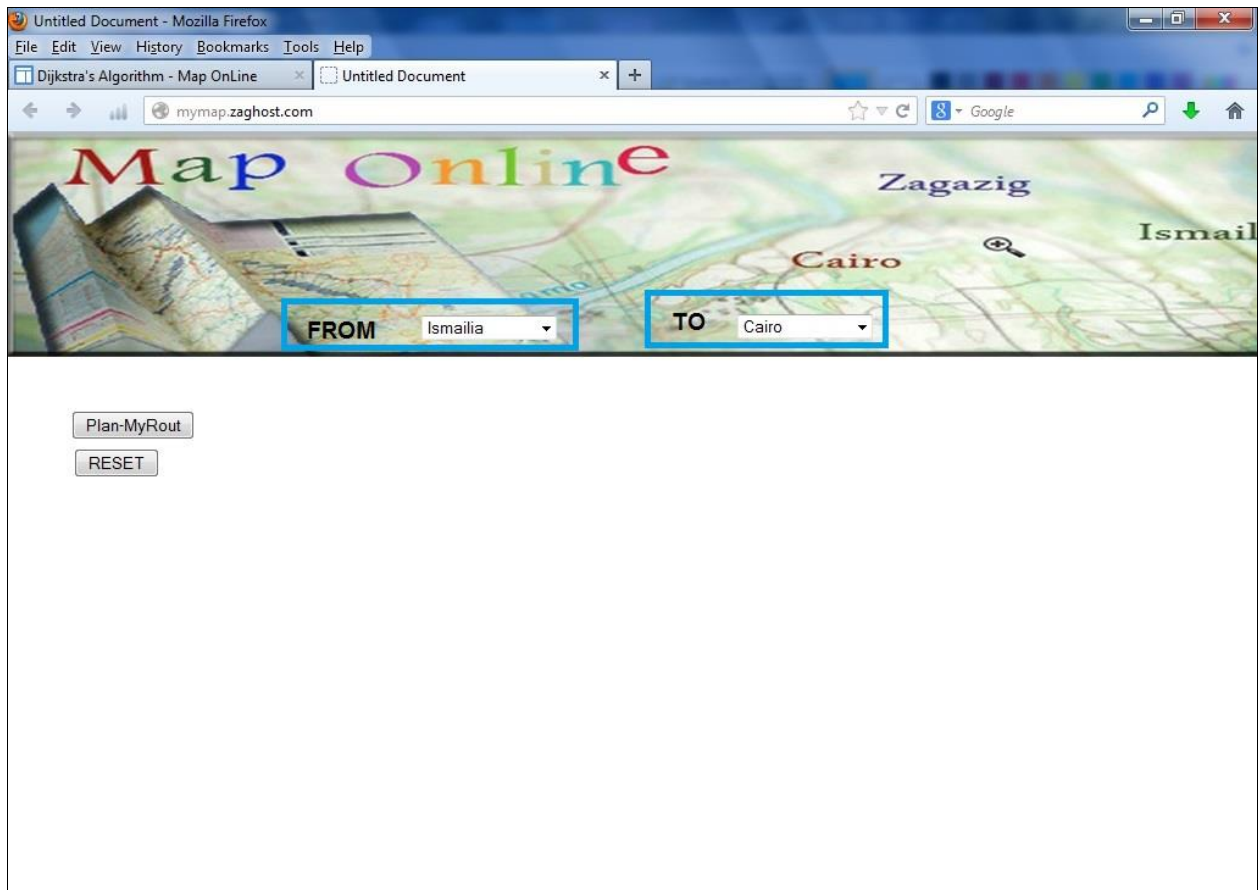 Untitled Document - Mozilla Firefox
File Edit View History Bookmarks Tools Help
Dijkstra's Algorithm - Map OnLine
Untitled Document
mymap.zaghost.com
Google
Map Online
Zagazig
Ismail
Cairo
FROM Ismailia
TO Cairo
Plan-MyRout
RESET